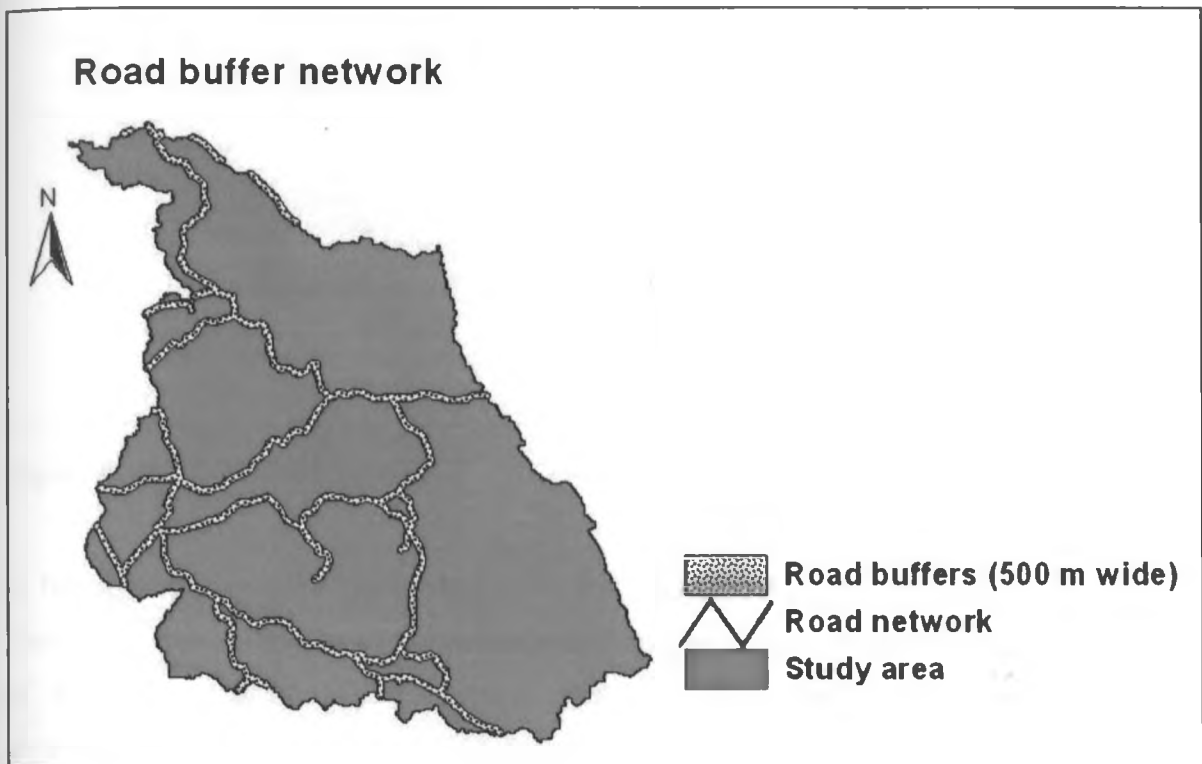 Road buffer network
N
Road buffers (500 m wide)
Road network
Study area